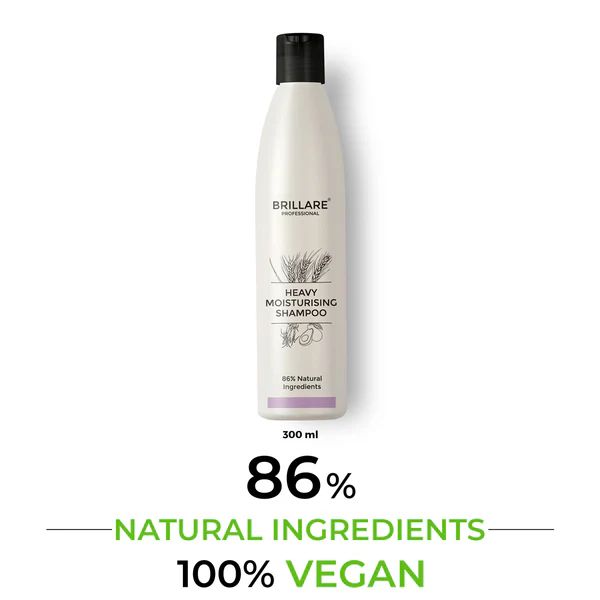 BRILLARE®
PROFESSIONAL
HEAVY
MOISTURISING
SHAMPOO
86% Natural
Ingredients
300 ml
86%
NATURAL INGREDIENTS
100% VEGAN